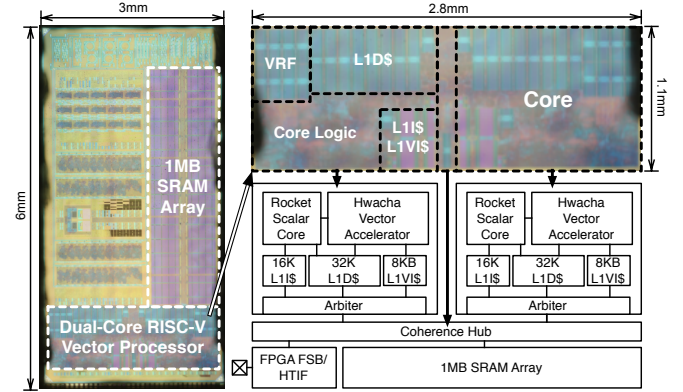 3mm
6mm
1MB
SRAM
Array
Dual-Core RISC-V
Vector Processor
2.8mm
1.1mm
VRF
L1D$
Core Logic
L1I$
L1VI$
Core
Rocket
Scalar
Core
Hwacha
Vector
Accelerator
16K
L1I$
32K
L1D$
8KB
L1VI$
Arbiter
Rocket
Scalar
Core
Hwacha
Vector
Accelerator
16K
L1I$
32K
L1D$
8KB
L1VI$
Arbiter
Coherence Hub
FPGA FSB/
HTIF
1MB SRAM Array